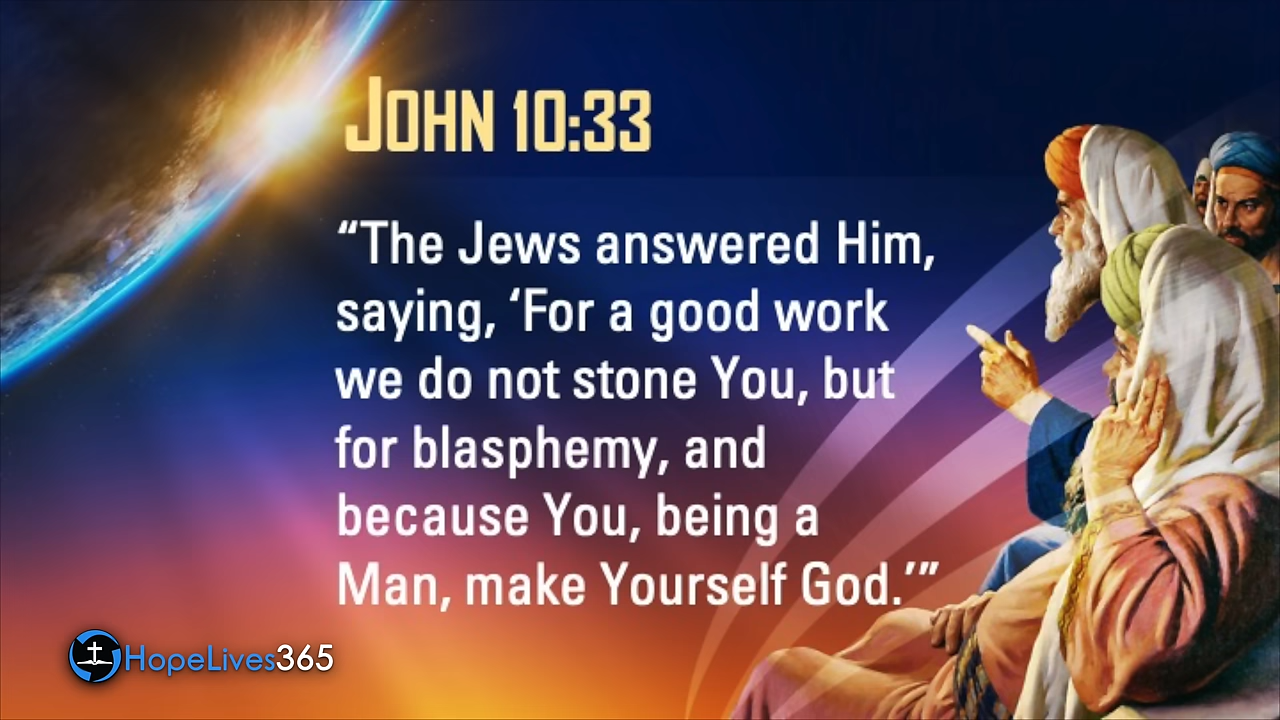 JOHN 10:33
“The Jews answered Him,
saying, ‘For a good work
we do not stone You, but
for blasphemy, and
because You, being a
Man, make Yourself God.’”
HopeLives365